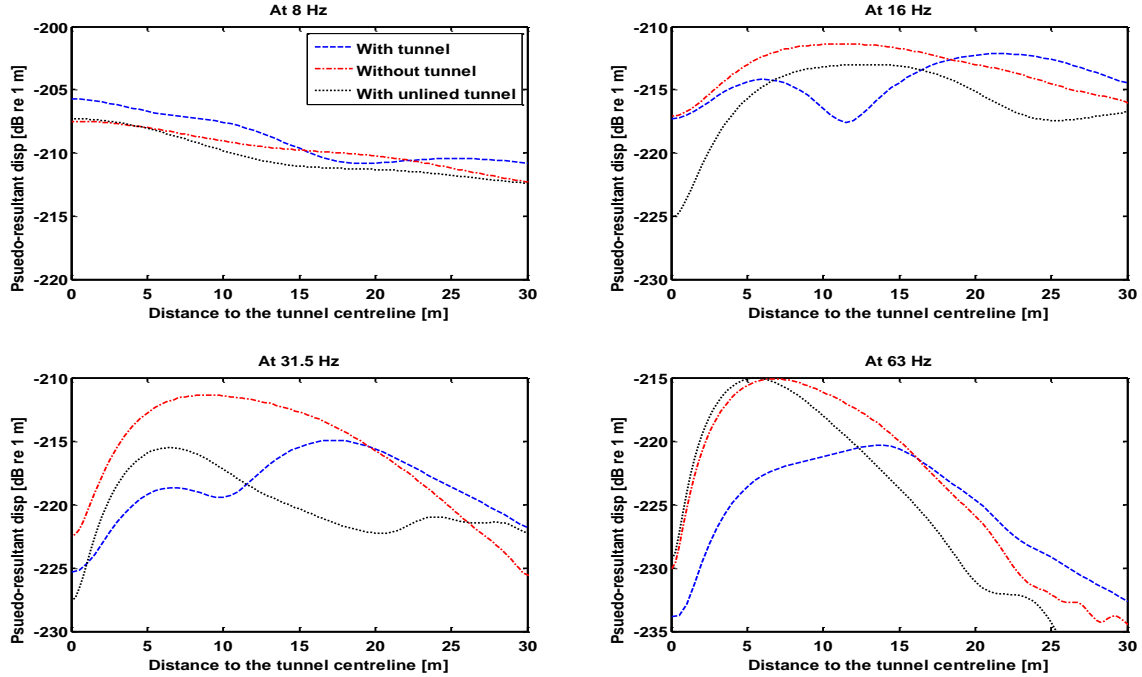 At 8 Hz
Psuedo-resultant disp [dB re 1 m]
-200
-205
-210
-215
-220
0 5 10 15 20 25 30
Distance to the tunnel centreline [m]
With tunnel
Without tunnel
With unlined tunnel
At 16 Hz
Psuedo-resultant disp [dB re 1 m]
-210
-215
-220
-225
-230
0 5 10 15 20 25 30
Distance to the tunnel centreline [m]
At 31.5 Hz
Psuedo-resultant disp [dB re 1 m]
-210
-215
-220
-225
-230
0 5 10 15 20 25 30
Distance to the tunnel centreline [m]
At 63 Hz
Psuedo-resultant disp [dB re 1 m]
-215
-220
-225
-230
-235
0 5 10 15 20 25 30
Distance to the tunnel centreline [m]